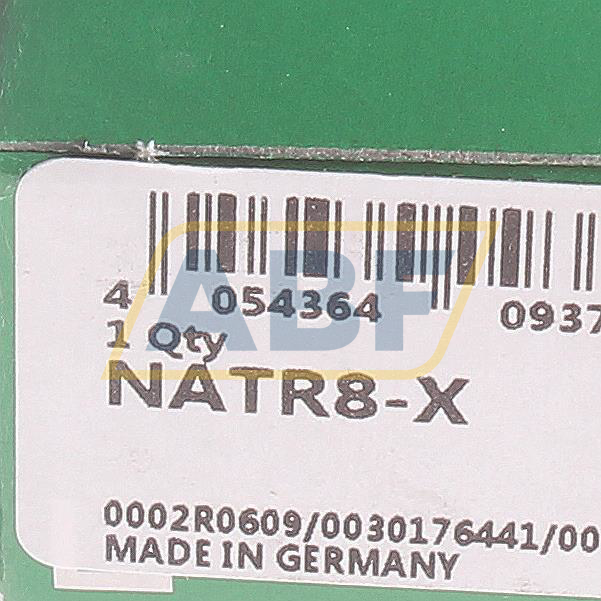 4 054364 0937
1 Qty
NATR8-X
0002R0609/0030176441/00
MADE IN GERMANY
ABF